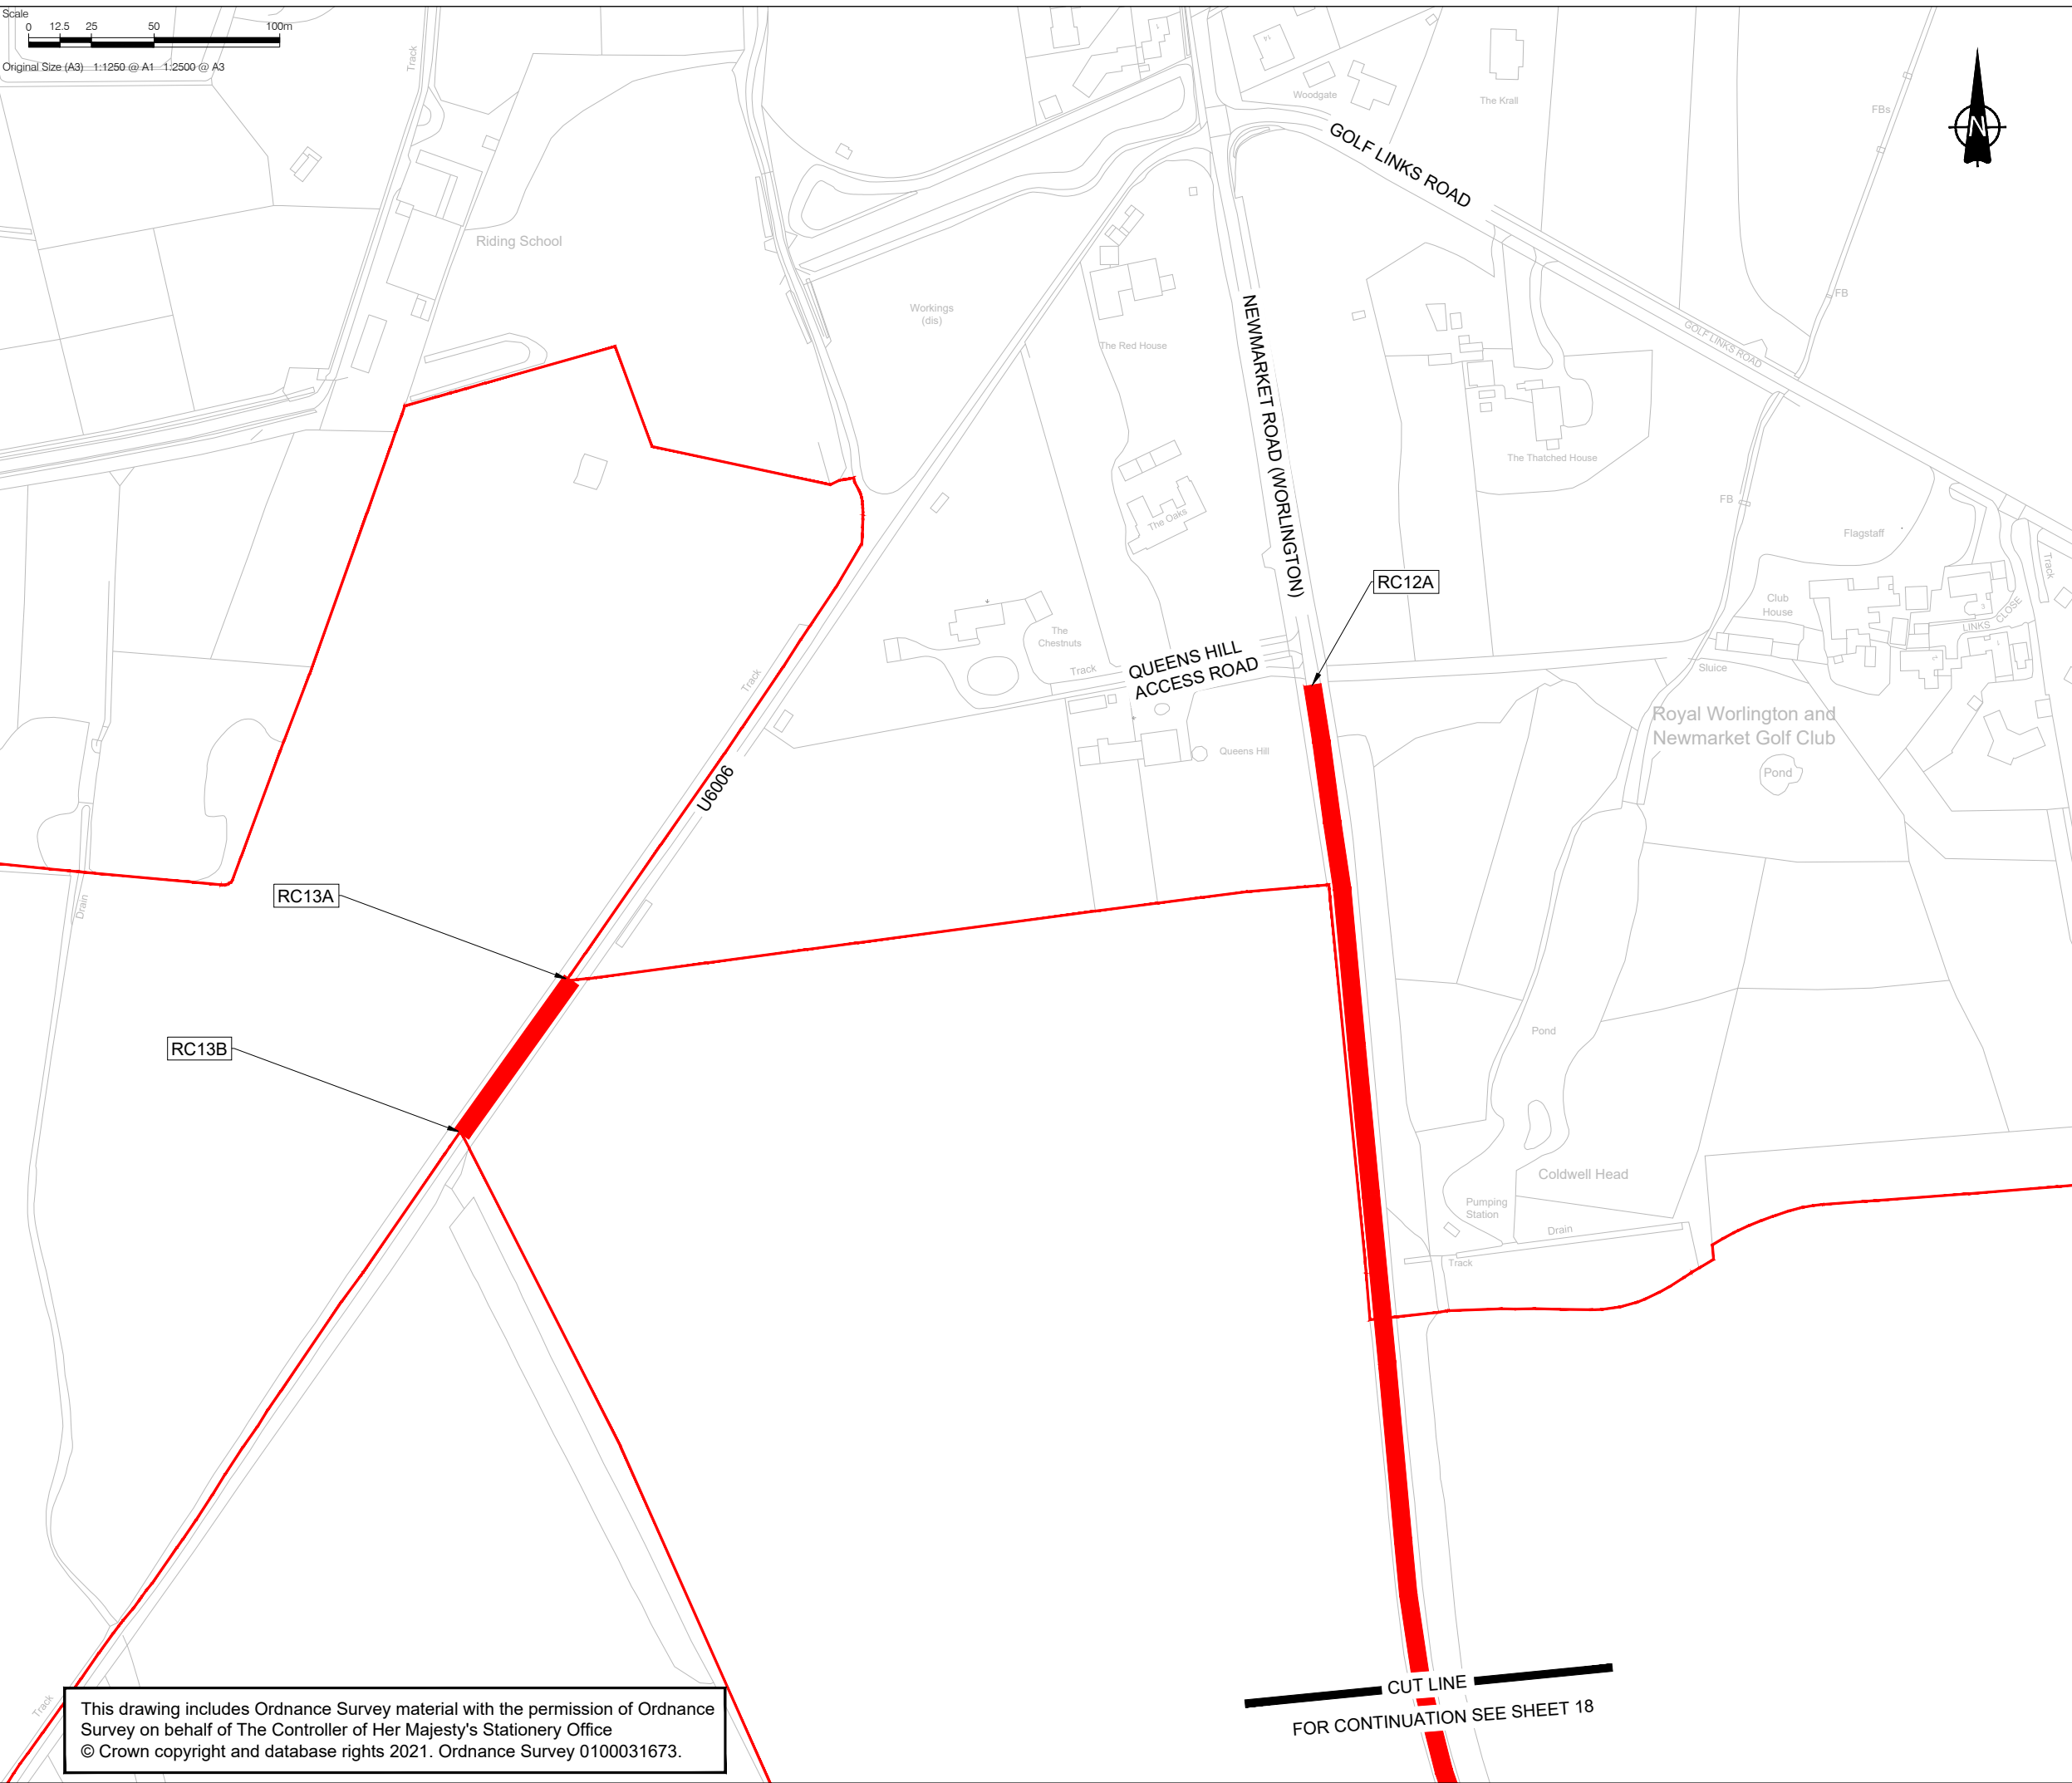 Scale
0 12.5 25 50 100m
Original Size (A3) 1:1250 @ A1 1:2500 @ A3
Track
Woodgate
The Krall
FBs
N
GOLF LINKS ROAD
Riding School
Workings
(dis)
The Red House
FB
GOLF LINKS ROAD
NEWMARKET ROAD (WORLINGTON)
The Thatched House
The Oaks
FB
Flagstaff
Track
RC12A
Club
House
LINKS CLOSE
The
Chestnuts
Track
QUEENS HILL
ACCESS ROAD
Sluice
Track
Royal Worlington and
Newmarket Golf Club
Queens Hill
Pond
U6006
RC13A
Drain
RC13B
Pond
Coldwell Head
Pumping
Station
Drain
Track
CUT LINE
FOR CONTINUATION SEE SHEET 18
Track
This drawing includes Ordnance Survey material with the permission of Ordnance
Survey on behalf of The Controller of Her Majesty's Stationery Office
© Crown copyright and database rights 2021. Ordnance Survey 0100031673.